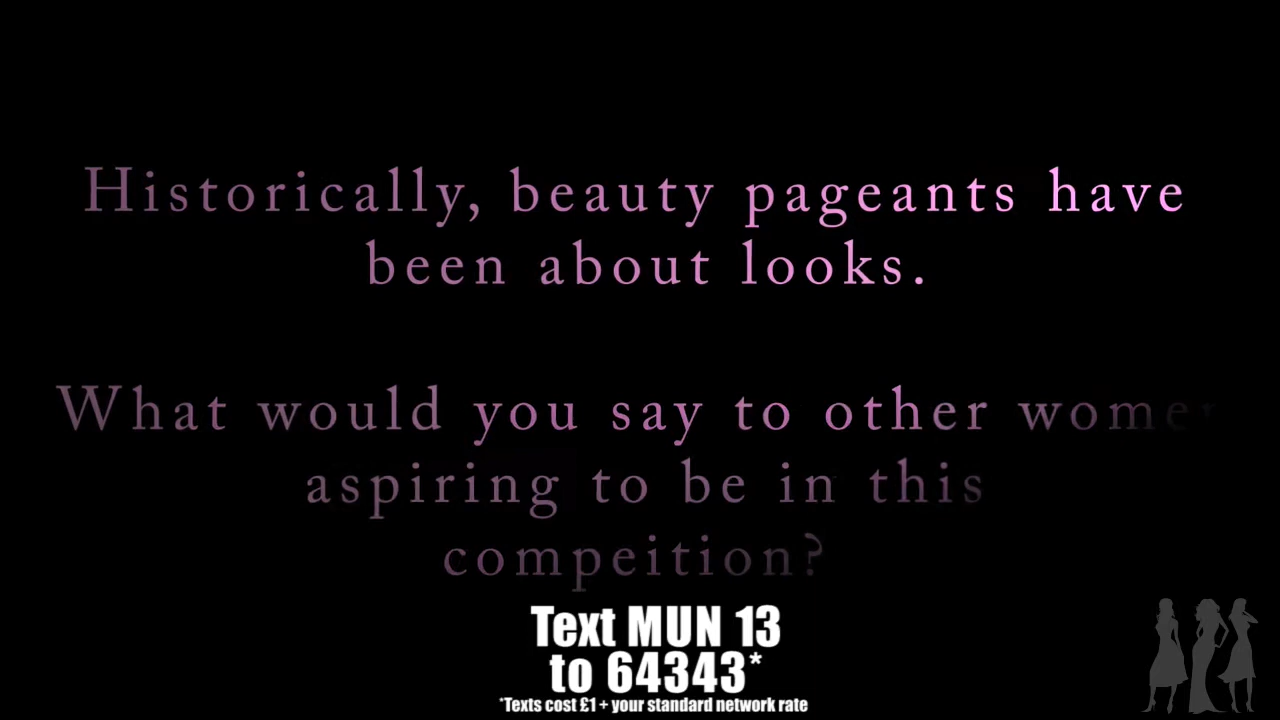 Historically, beauty pageants have
been about looks.
What would you say to other women
aspiring to be in this
compeition?
Text MUN 13
to 64343*
*Texts cost £1 + your standard network rate